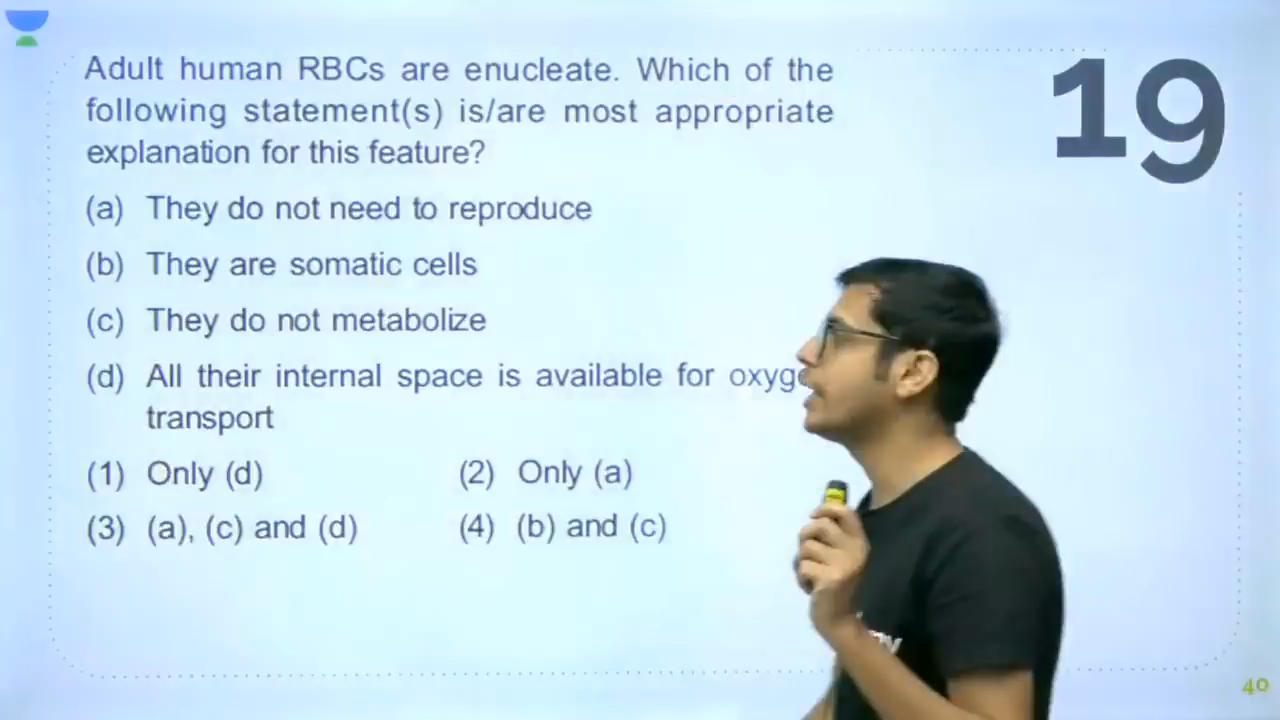 19
Adult human RBCs are enucleate. Which of the
following statement(s) is/are most appropriate
explanation for this feature?
(a) They do not need to reproduce
(b) They are somatic cells
(c) They do not metabolize
(d) All their internal space is available for
transport
(1) Only (d) (2) Only (a)
(3) (a), (c) and (d) (4) (b) and (c)
40